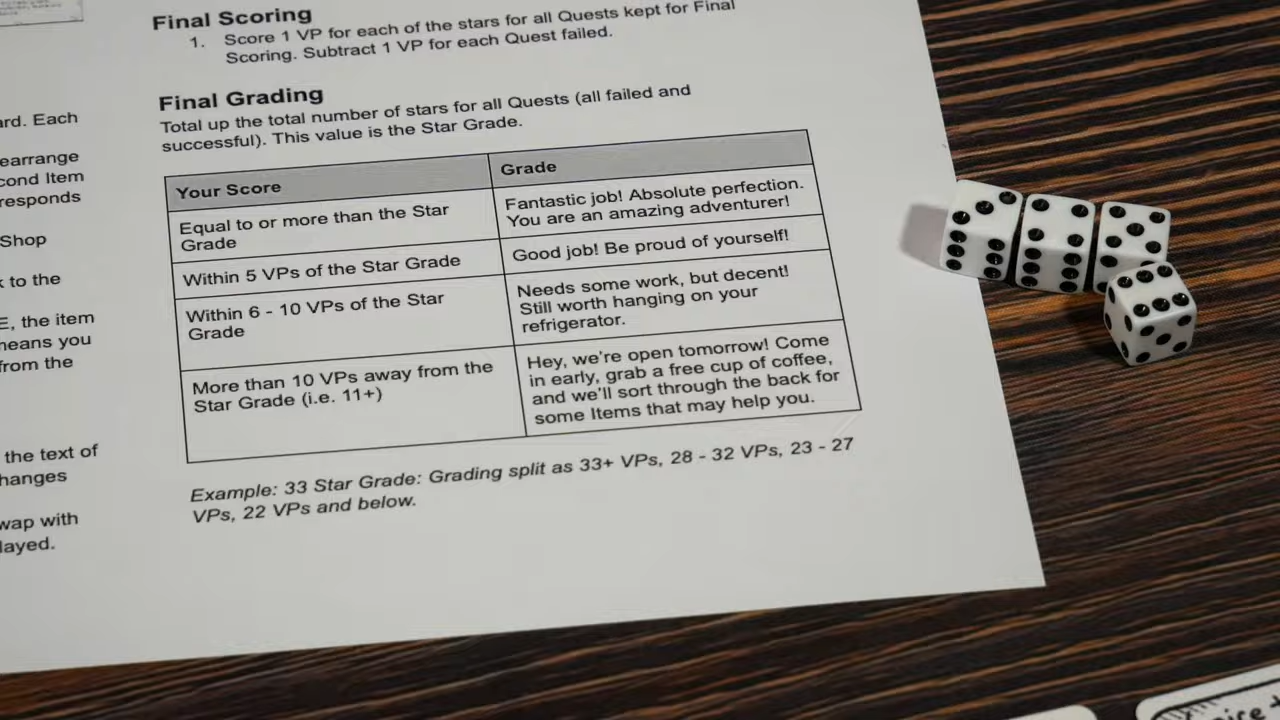 ard. Each
earrange
cond Item
responds
Shop
to the
E, the item
means you
from the
the text of
hanges
wap with
layed.
Final Scoring
1. Score 1 VP for each of the stars for all Quests kept for Final
Scoring. Subtract 1 VP for each Quest failed.
Final Grading
Total up the total number of stars for all Quests (all failed and
successful). This value is the Star Grade.
Your Score
Grade
Equal to or more than the Star
Grade
Fantastic job! Absolute perfection.
You are an amazing adventurer!
Within 5 VPs of the Star Grade
Good job! Be proud of yourself!
Within 6 - 10 VPs of the Star
Grade
Needs some work, but decent!
Still worth hanging on your
refrigerator.
More than 10 VPs away from the
Star Grade (i.e. 11+)
Hey, we're open tomorrow! Come
in early, grab a free cup of coffee,
and we'll sort through the back for
some Items that may help you.
Example: 33 Star Grade: Grading split as 33+ VPs, 28 - 32 VPs, 23 - 27
VPs, 22 VPs and below.